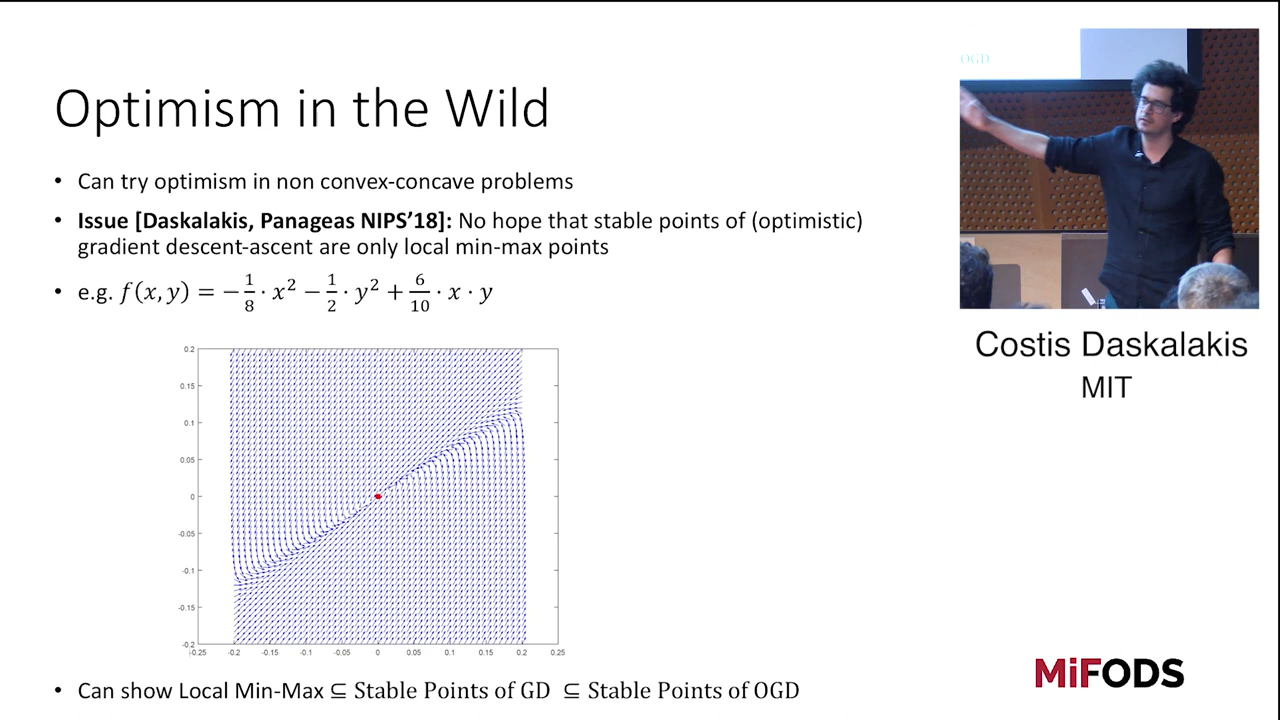 OGD
Optimism in the Wild
• Can try optimism in non convex-concave problems
• Issue [Daskalakis, Panageas NIPS’18]: No hope that stable points of (optimistic)
gradient descent-ascent are only local min-max points
• e.g. f(x, y) = −1/8 · x² − 1/2 · y² + 6/10 · x · y
Costis Daskalakis
MIT
0.2
0.15
0.1
0.05
0
-0.05
-0.1
-0.15
-0.2
-0.25 -0.2 -0.15 -0.1 -0.05 0 0.05 0.1 0.15 0.2 0.25
MiFODS
• Can show Local Min-Max ⊆ Stable Points of GD ⊆ Stable Points of OGD